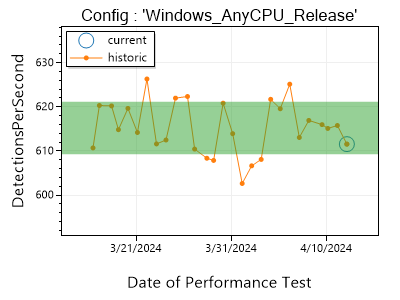 Config : 'Windows_AnyCPU_Release'
current
historic
DetectionsPerSecond
630
620
610
600
3/21/2024
3/31/2024
4/10/2024
Date of Performance Test